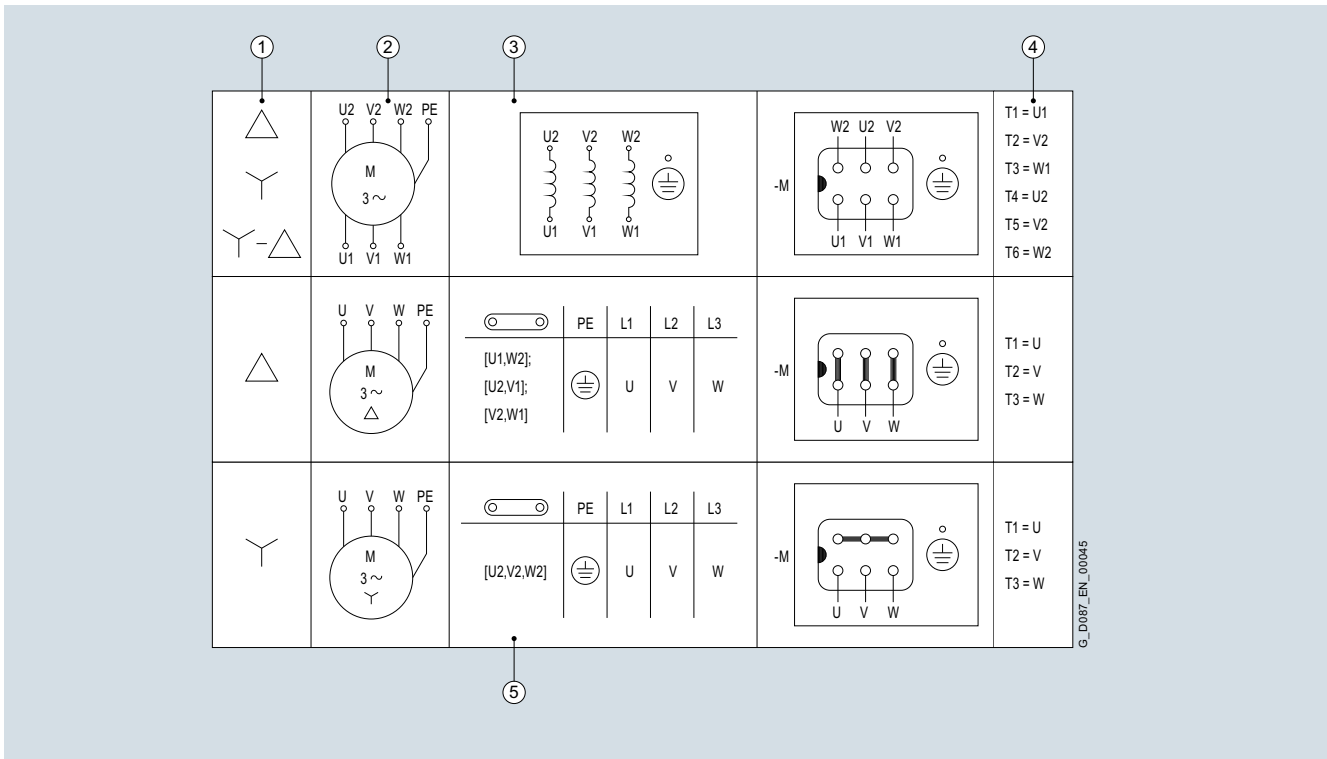 1 2 3 4
U2 V2 W2 PE
M
3
U1 V1 W1
U2 V2 W2
U1 V1 W1
-M
W2 U2 V2
U1 V1 W1
T1 = U1
T2 = V2
T3 = W1
T4 = U2
T5 = V2
T6 = W2
U V W PE
M
3
PE L1 L2 L3
[U1,W2];
[U2,V1];
[V2,W1]
U V W
-M
U V W
T1 = U
T2 = V
T3 = W
U V W PE
M
3
PE L1 L2 L3
[U2,V2,W2] U V W
-M
U V W
T1 = U
T2 = V
T3 = W
G_D087_EN_00045
5